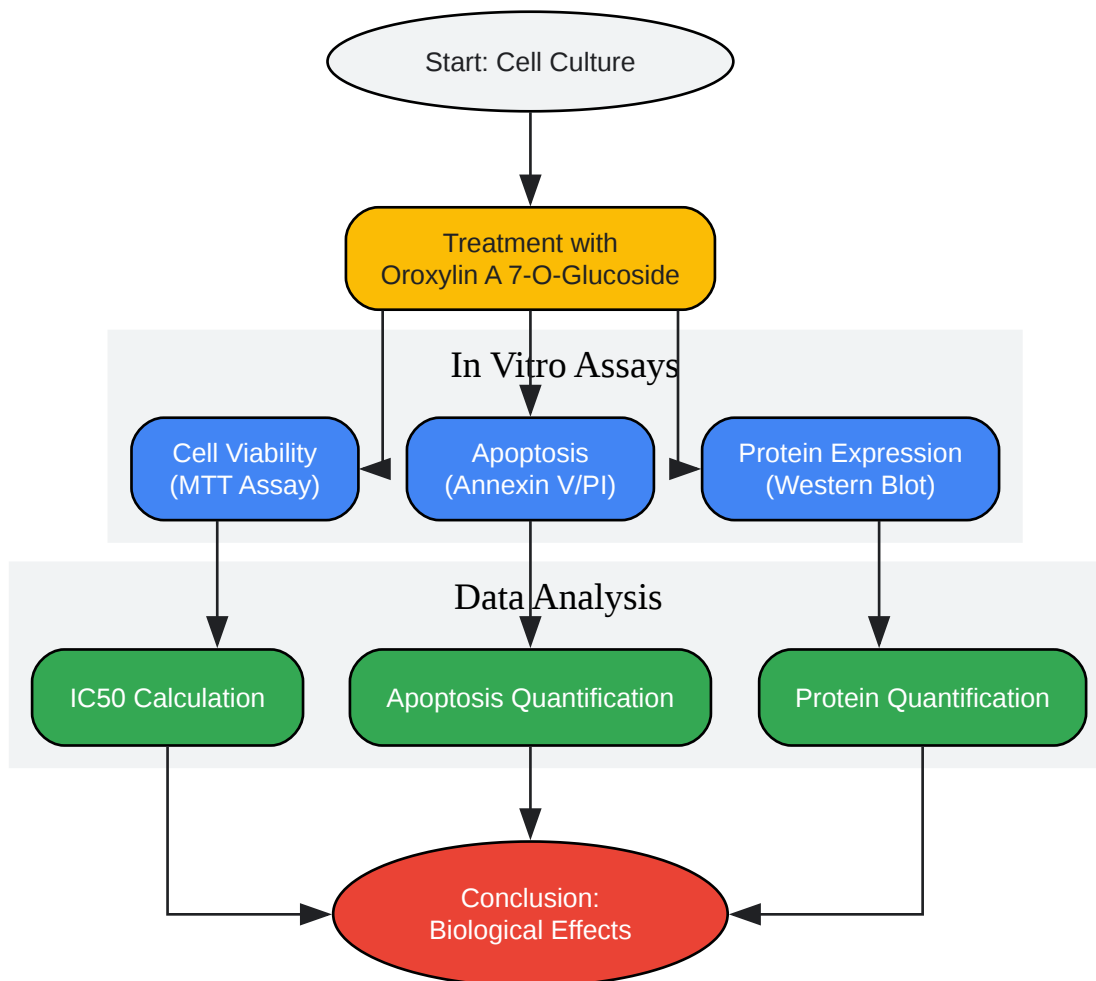 Start: Cell Culture
Treatment with
Oroxylin A 7-O-Glucoside
In Vitro Assays
Cell Viability
(MTT Assay)
Apoptosis
(Annexin V/PI)
Protein Expression
(Western Blot)
Data Analysis
IC50 Calculation
Apoptosis Quantification
Protein Quantification
Conclusion:
Biological Effects